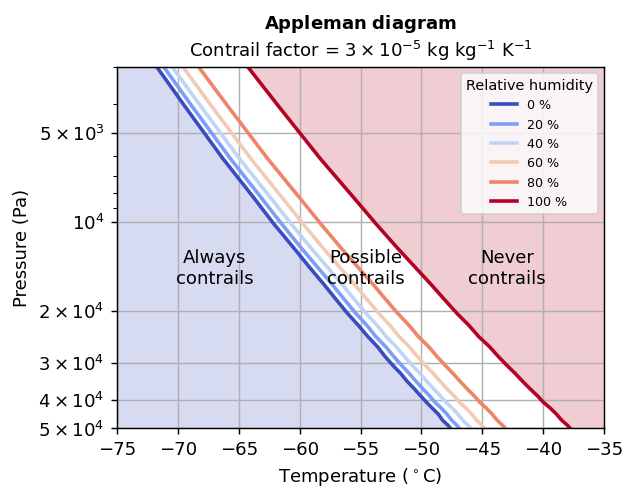 Appleman diagram
Contrail factor = 3 × 10⁻⁵ kg kg⁻¹ K⁻¹
Relative humidity
0 %
20 %
40 %
60 %
80 %
100 %
Pressure (Pa)
5 × 10³
10⁴
2 × 10⁴
3 × 10⁴
4 × 10⁴
5 × 10⁴
Always
contrails
Possible
contrails
Never
contrails
−75 −70 −65 −60 −55 −50 −45 −40 −35
Temperature (°C)